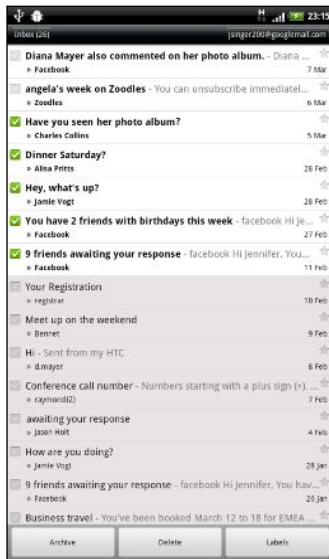 H 23:15
Inbox (26) jsinger200@googlemail.com
Diana Mayer also commented on her photo album. - Diana ...
» Facebook 7 Mar
angela's week on Zoodles - You can unsubscribe immediatel...
» Zoodles 6 Mar
Have you seen her photo album?
» Charles Collins 5 Mar
Dinner Saturday?
» Alisa Pritts 28 Feb
Hey, what's up?
» Jamie Vogt 28 Feb
You have 2 friends with birthdays this week - facebook Hi Je...
» Facebook 27 Feb
9 friends awaiting your response - facebook Hi Jennifer, You...
» Facebook 11 Feb
Your Registration
» registrar 10 Feb
Meet up on the weekend
» Bennet 9 Feb
Hi - Sent from my HTC
» d.mayer 8 Feb
Conference call number - Numbers starting with a plus sign (+). ...
» raymond(2) 7 Feb
awaiting your response
» Jason Holt 4 Feb
How are you doing?
» Jamie Vogt 28 Jan
9 friends awaiting your response - facebook Hi Jennifer, You hav...
» Facebook 26 Jan
Business travel - You've been booked March 12 to 18 for EMEA ...
Archive Delete Labels